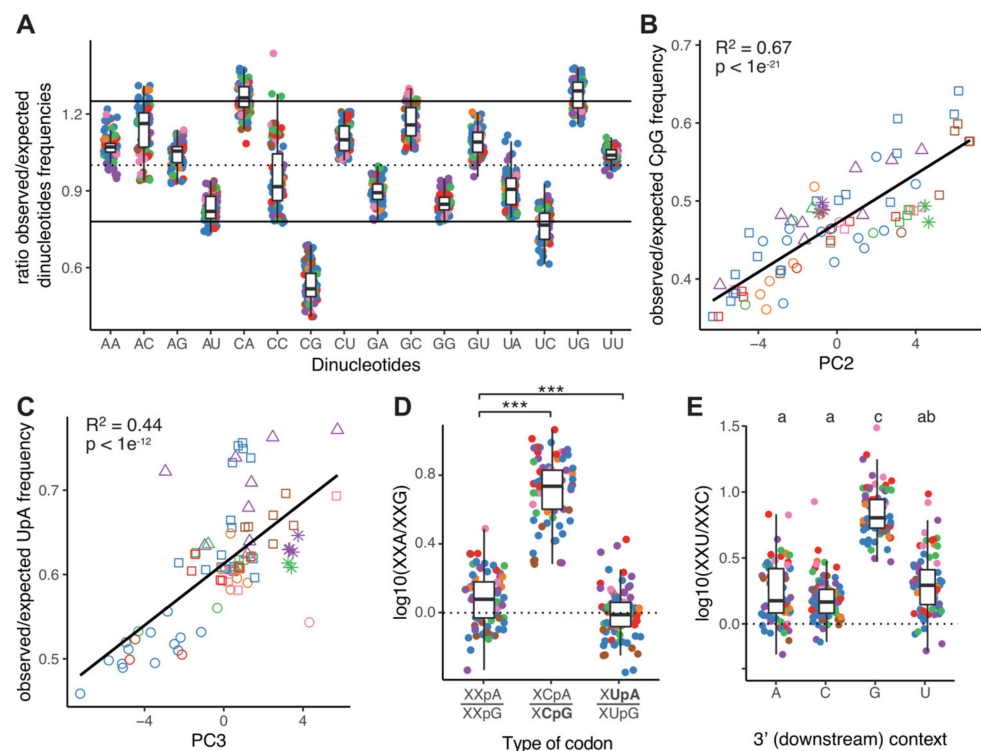 A
ratio observed/expected
dinucleotides frequencies
1.2
0.9
0.6
AA AC AG AU CA CC CG CU GA GC GG GU UA UC UG UU
Dinucleotides
B
R² = 0.67
p < 1e⁻²¹
observed/expected CpG frequency
0.7
0.6
0.5
0.4
−4 0 4
PC2
C
R² = 0.44
p < 1e⁻¹²
observed/expected UpA frequency
0.7
0.6
0.5
−4 0 4
PC3
D
***
***
log10(XXA/XXG)
0.8
0.4
0.0
XXpA XCpA XUpA
XXpG XCpG XUpG
Type of codon
E
a a c ab
log10(XXU/XXC)
1.5
1.0
0.50
0.0
A C G U
3' (downstream) context